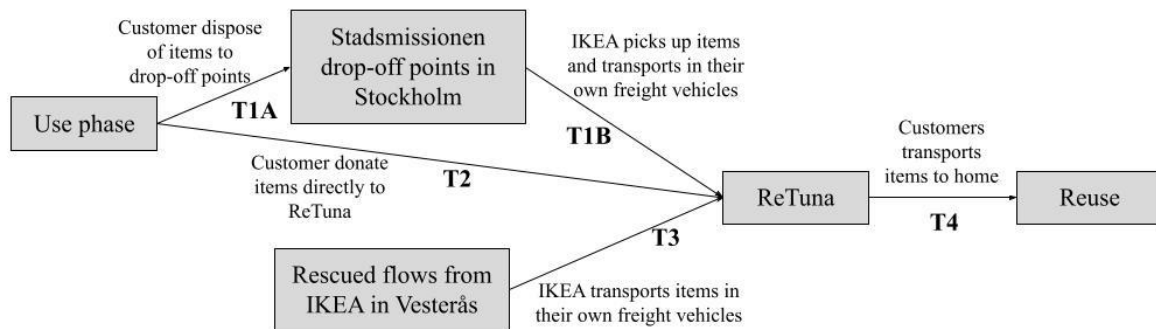 Customer dispose
of items to
drop-off points
Stadsmissionen
drop-off points in
Stockholm
IKEA picks up items
and transports in their
own freight vehicles
Use phase
T1A
T1B
Customers
transports
items to home
Customer donate
items directly to
ReTuna
T2
ReTuna
Reuse
T4
T3
Rescued flows from
IKEA in Vesterås
IKEA transports items in
their own freight vehicles